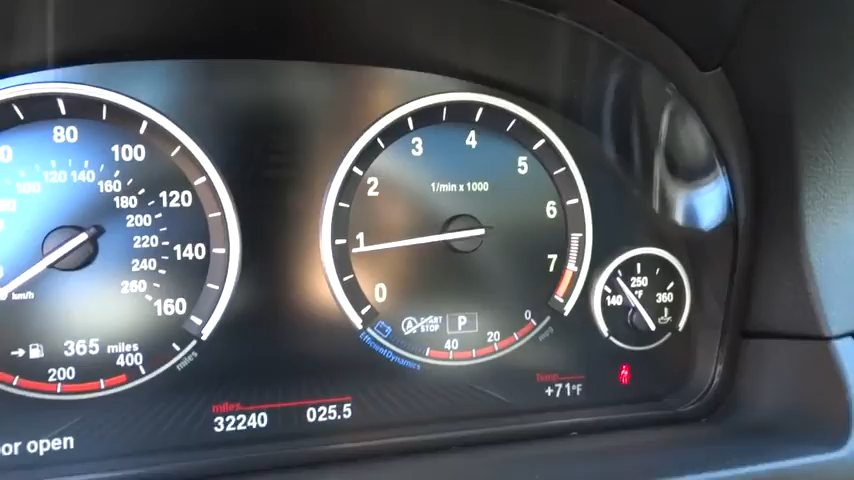 80
100
120
140
160
100 120 140
160
180
200
220
240
260
km/h
365 miles
200
400
miles
or open
miles
32240 025.5
1/min x 1000
0
1
2
3
4
5
6
7
START
STOP
P
EfficientDynamics
40
20
0
mpg
+71°F
140
250
°F
360